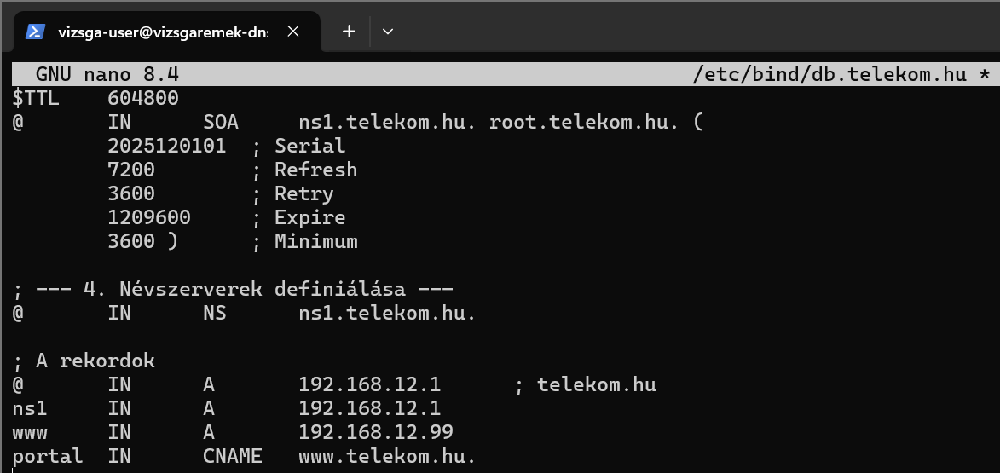 vizsga-user@vizsgaremek-dns
GNU nano 8.4 /etc/bind/db.telekom.hu *
$TTL 604800
@ IN SOA ns1.telekom.hu. root.telekom.hu. (
2025120101 ; Serial
7200 ; Refresh
3600 ; Retry
1209600 ; Expire
3600 ) ; Minimum
; --- 4. Névszerverek definiálása ---
@ IN NS ns1.telekom.hu.
; A rekordok
@ IN A 192.168.12.1 ; telekom.hu
ns1 IN A 192.168.12.1
www IN A 192.168.12.99
portal IN CNAME www.telekom.hu.